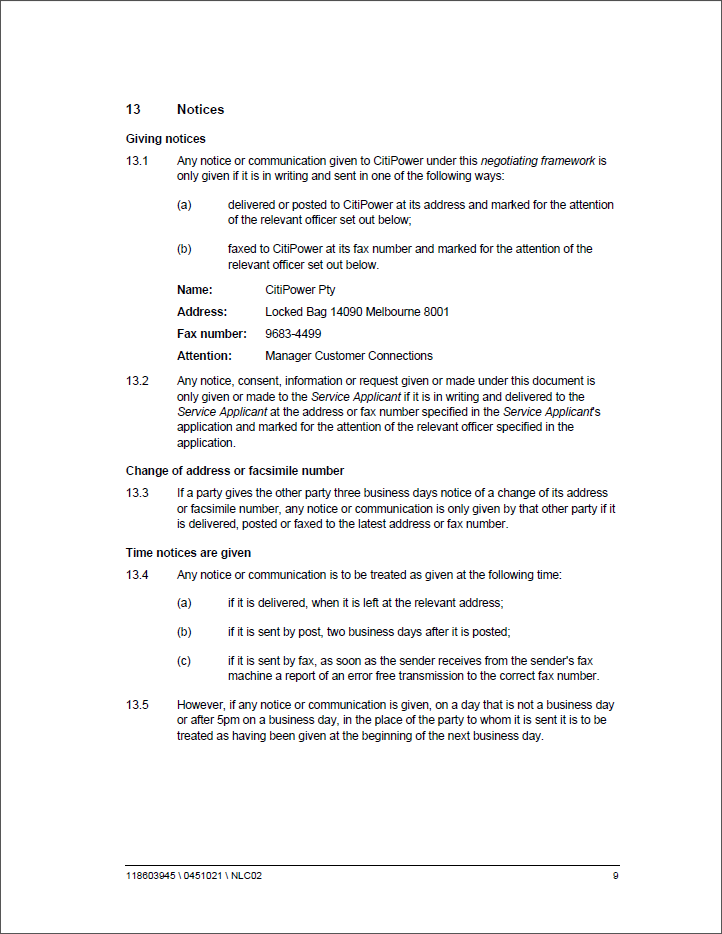 13 Notices
Giving notices
13.1 Any notice or communication given to CitiPower under this negotiating framework is
only given if it is in writing and sent in one of the following ways:
(a) delivered or posted to CitiPower at its address and marked for the attention
of the relevant officer set out below;
(b) faxed to CitiPower at its fax number and marked for the attention of the
relevant officer set out below.
Name: CitiPower Pty
Address: Locked Bag 14090 Melbourne 8001
Fax number: 9683-4499
Attention: Manager Customer Connections
13.2 Any notice, consent, information or request given or made under this document is
only given or made to the Service Applicant if it is in writing and delivered to the
Service Applicant at the address or fax number specified in the Service Applicant's
application and marked for the attention of the relevant officer specified in the
application.
Change of address or facsimile number
13.3 If a party gives the other party three business days notice of a change of its address
or facsimile number, any notice or communication is only given by that other party if it
is delivered, posted or faxed to the latest address or fax number.
Time notices are given
13.4 Any notice or communication is to be treated as given at the following time:
(a) if it is delivered, when it is left at the relevant address;
(b) if it is sent by post, two business days after it is posted;
(c) if it is sent by fax, as soon as the sender receives from the sender's fax
machine a report of an error free transmission to the correct fax number.
13.5 However, if any notice or communication is given, on a day that is not a business day
or after 5pm on a business day, in the place of the party to whom it is sent it is to be
treated as having been given at the beginning of the next business day.
118603945 \ 0451021 \ NLC02 9